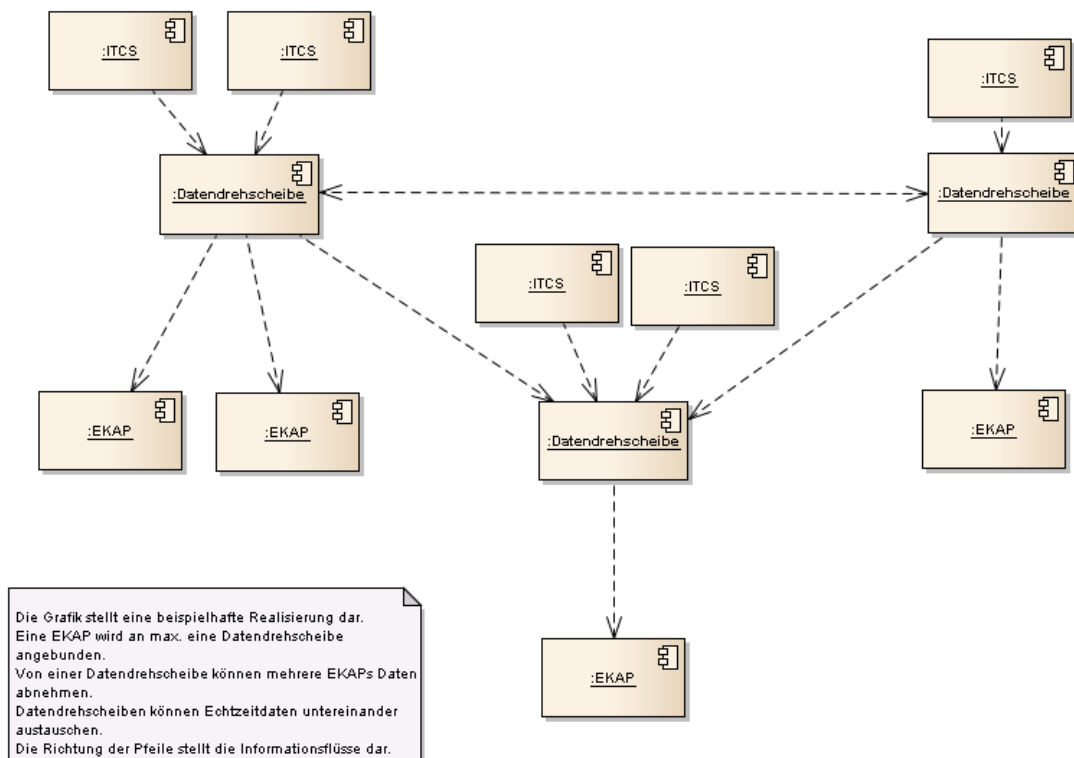 :ITCS
:ITCS
:ITCS
:Datendrehscheibe
:Datendrehscheibe
:ITCS
:ITCS
:EKAP
:EKAP
:Datendrehscheibe
:EKAP
:EKAP
Die Grafik stellt eine beispielhafte Realisierung dar.
Eine EKAP wird an max. eine Datendrehscheibe
angebunden.
Von einer Datendrehscheibe können mehrere EKAPs Daten
abnehmen.
Datendrehscheiben können Echtzeitdaten untereinander
austauschen.
Die Richtung der Pfeile stellt die Informationsflüsse dar.